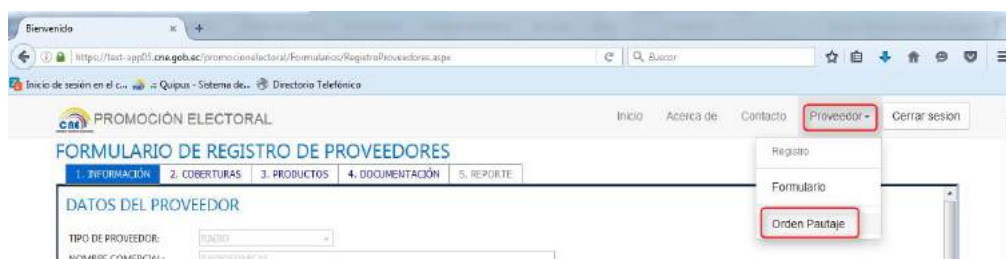 Bienvenido
https://test-app05.cne.gob.ec/promocionelectoral/Formularios/RegistroProveedores.aspx
Buscar
Inicio de sesión en el c... Quipux - Sistema de... Directorio Telefónico
cne PROMOCIÓN ELECTORAL Inicio Acerca de Contacto Proveedor Cerrar sesion
FORMULARIO DE REGISTRO DE PROVEEDORES
Registro
1. INFORMACIÓN 2. COBERTURAS 3. PRODUCTOS 4. DOCUMENTACIÓN 5. REPORTE
Formulario
DATOS DEL PROVEEDOR
Orden Pautaje
TIPO DE PROVEEDOR: RADIO
NOMBRE COMERCIAL: